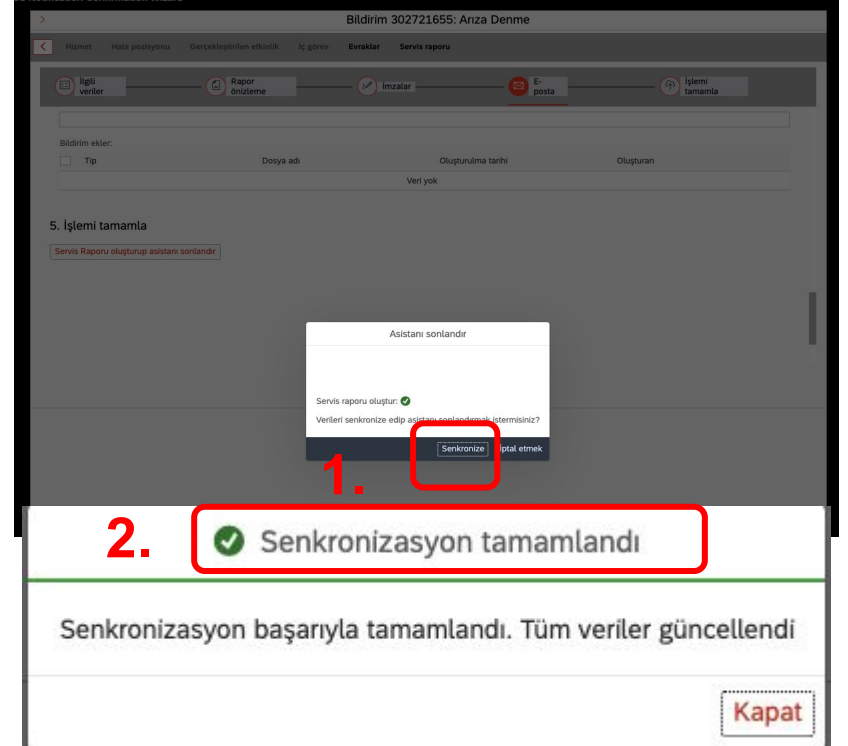 Bildirim 302721655: Arıza Denme
Hizmet Hata pozisyonu Gerçekleştirilen etkinlik İç görev Evraklar Servis raporu
İlgili veriler
Rapor önizleme
İmzalar
E-posta
İşlemi tamamla
Bildirim ekler:
Tip Dosya adı Oluşturulma tarihi Oluşturan
Veri yok
5. İşlemi tamamla
Servis Raporu oluşturup asistanı sonlandır
Asistanı sonlandır
Servis raporu oluştur:
Verileri senkronize edip asistanı sonlandırmak istermisiniz?
Senkronize İptal etmek
1.
2.
Senkronizasyon tamamlandı
Senkronizasyon başarıyla tamamlandı. Tüm veriler güncellendi
Kapat